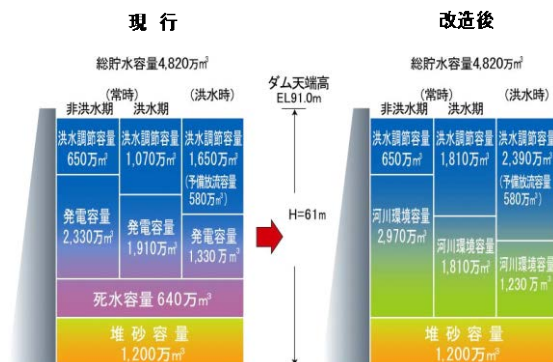 現 行
総貯水容量4,820万m³
(常時)
(洪水時)
非洪水期
洪水期
洪水調節容量
650万m³
洪水調節容量
1,070万m³
洪水調節容量
1,650万m³
(予備放流容量
580万m³)
発電容量
2,330万m³
発電容量
1,910万m³
発電容量
1,330万m³
死水容量 640万m³
堆砂容量
1,200万m³
ダム天端高
EL91.0m
H=61m
改造後
総貯水容量4,820万m³
(常時)
(洪水時)
非洪水期
洪水期
洪水調節容量
650万m³
洪水調節容量
1,810万m³
洪水調節容量
2,390万m³
(予備放流容量
580万m³)
河川環境容量
2,970万m³
河川環境容量
1,810万m³
河川環境容量
1,230万m³
堆砂容量
1,200万m³